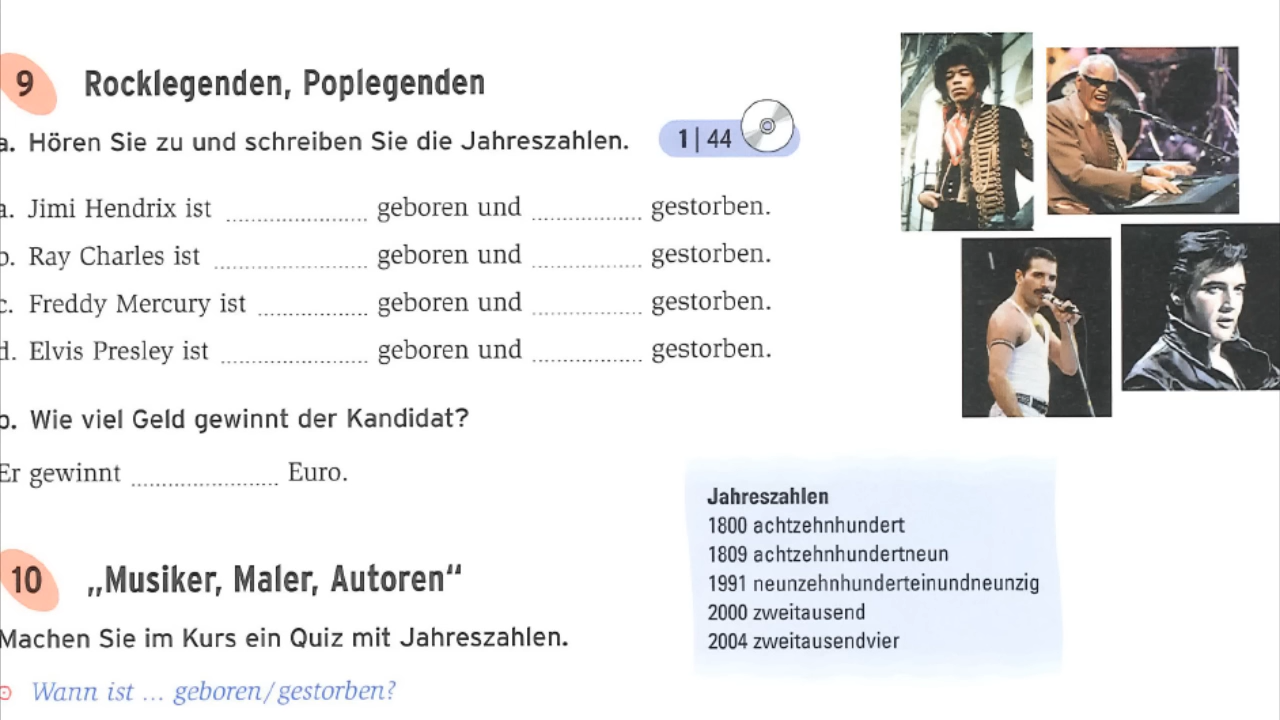 9 Rocklegenden, Poplegenden
a. Hören Sie zu und schreiben Sie die Jahreszahlen. 1|44
a. Jimi Hendrix ist ............ geboren und ............ gestorben.
b. Ray Charles ist ............ geboren und ............ gestorben.
c. Freddy Mercury ist ............ geboren und ............ gestorben.
d. Elvis Presley ist ............ geboren und ............ gestorben.
b. Wie viel Geld gewinnt der Kandidat?
Er gewinnt ............ Euro.
Jahreszahlen
1800 achtzehnhundert
1809 achtzehnhundertneun
1991 neunzehnhunderteinundneunzig
2000 zweitausend
2004 zweitausendvier
10 „Musiker, Maler, Autoren“
Machen Sie im Kurs ein Quiz mit Jahreszahlen.
Wann ist ... geboren/gestorben?